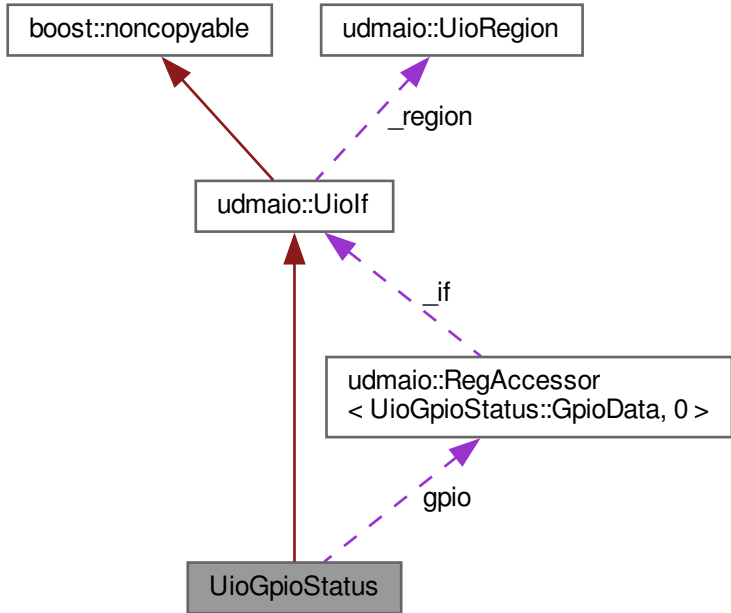 boost::noncopyable
udmaio::UioRegion
_region
udmaio::UioIf
_if
udmaio::RegAccessor
< UioGpioStatus::GpioData, 0 >
gpio
UioGpioStatus